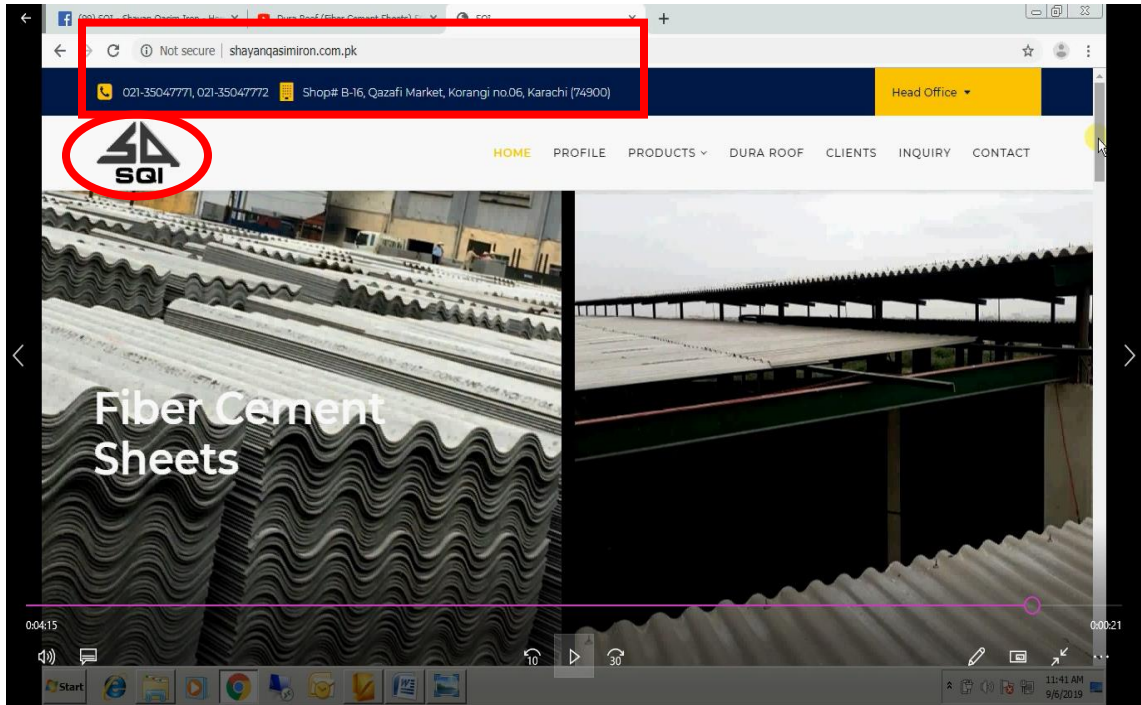 (99) SQI - Shayan Qasim Iron - Ho
Dura Roof (Fiber Cement Sheets)
SQI
Not secure | shayanqasimiron.com.pk
021-35047771, 021-35047772 Shop# B-16, Qazafi Market, Korangi no.06, Karachi (74900)
Head Office
SQI
HOME PROFILE PRODUCTS DURA ROOF CLIENTS INQUIRY CONTACT
Fiber Cement
Sheets
0:04:15
0:00:21
10
30
Start
11:41 AM
9/6/2019